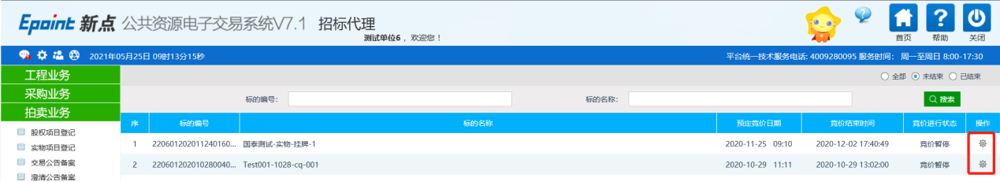 Epoint 新点 公共资源电子交易系统V7.1 招标代理
测试单位6 ，欢迎您！
首页 帮助 关闭
2021年05月25日 09时13分15秒 平台统一技术服务电话: 4009280095 服务时间： 周一至周日 8:00-17:30
工程业务
全部 未结束 已结束
采购业务
标的编号： 标的名称： 搜索
拍卖业务
序 标的编号 标的名称 预定竞价日期 竞价结束时间 竞价进行状态 操作
股权项目登记
1 220601202011240160... 国泰测试-实物-挂牌-1 2020-11-25 09:10 2020-12-02 17:40:49 竞价暂停
实物项目登记
2 220601202010280040... Test001-1028-cq-001 2020-10-29 11:11 2020-10-29 13:02:00 竞价暂停
交易公告备案
澄清公告备案